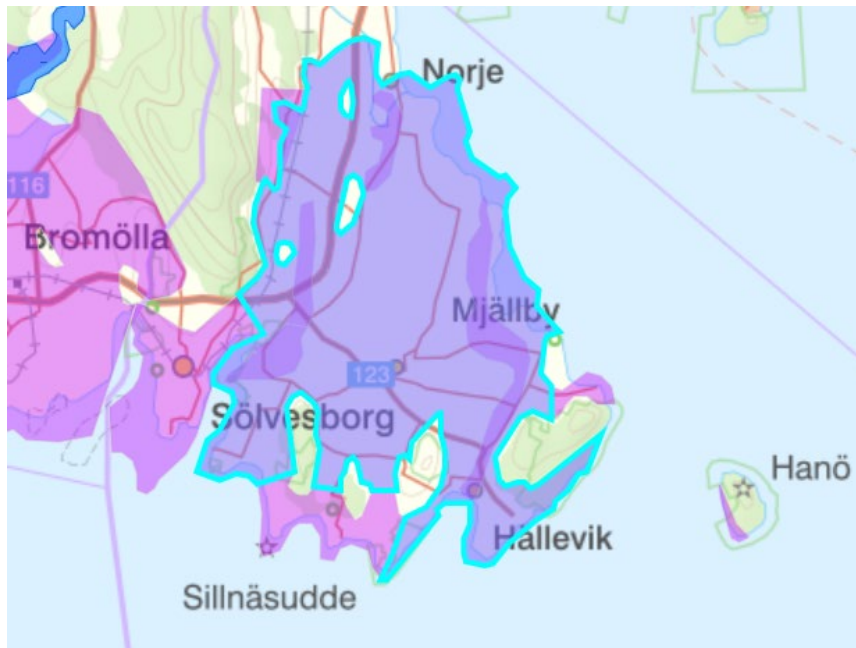 Norje
116
Bromölla
Mjällby
123
Sölvesborg
Hanö
Hällevik
Sillnäsudde